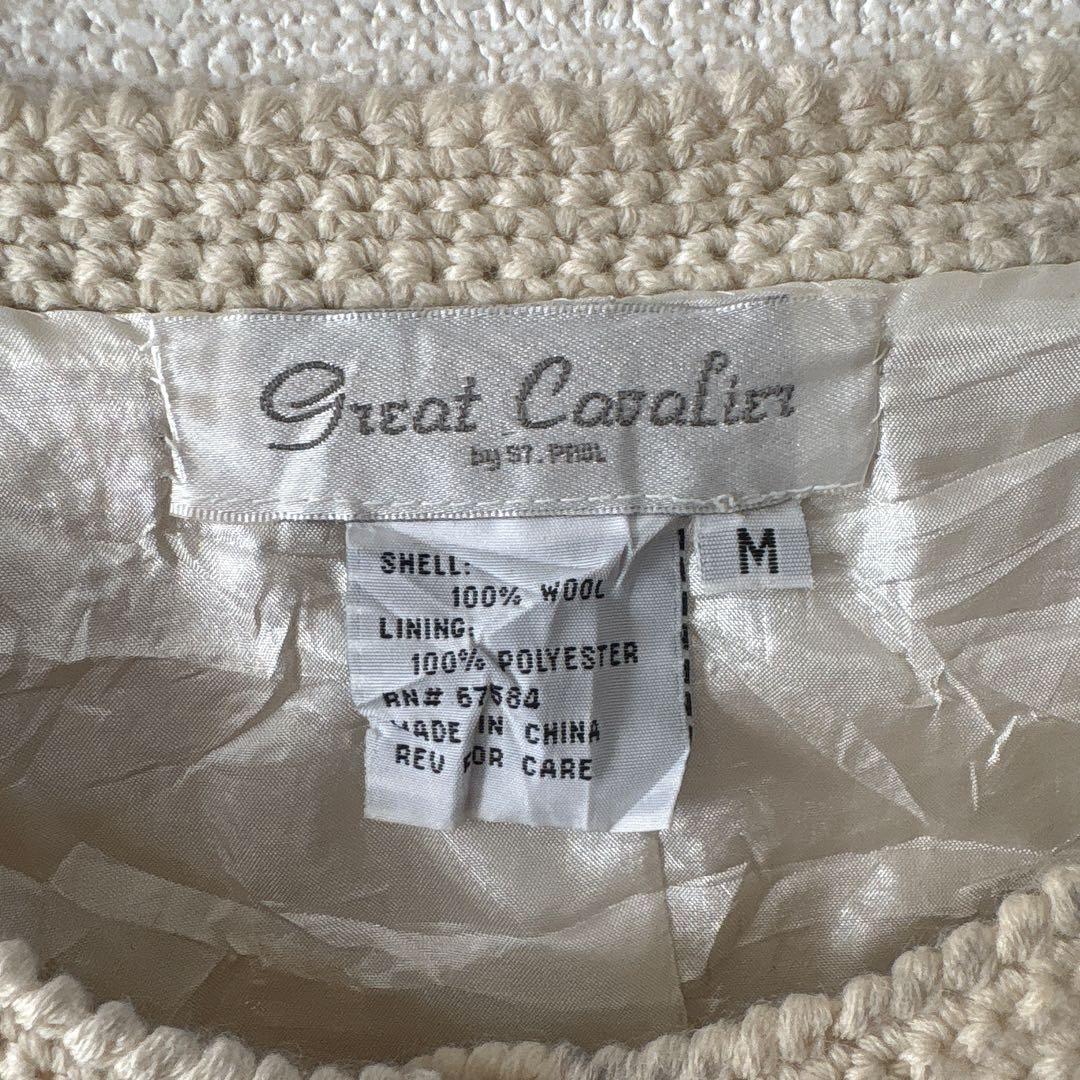 Great Cavalier
by ST. PAUL
M
SHELL:
100% WOOL
LINING:
100% POLYESTER
RN# 67584
MADE IN CHINA
REV FOR CARE